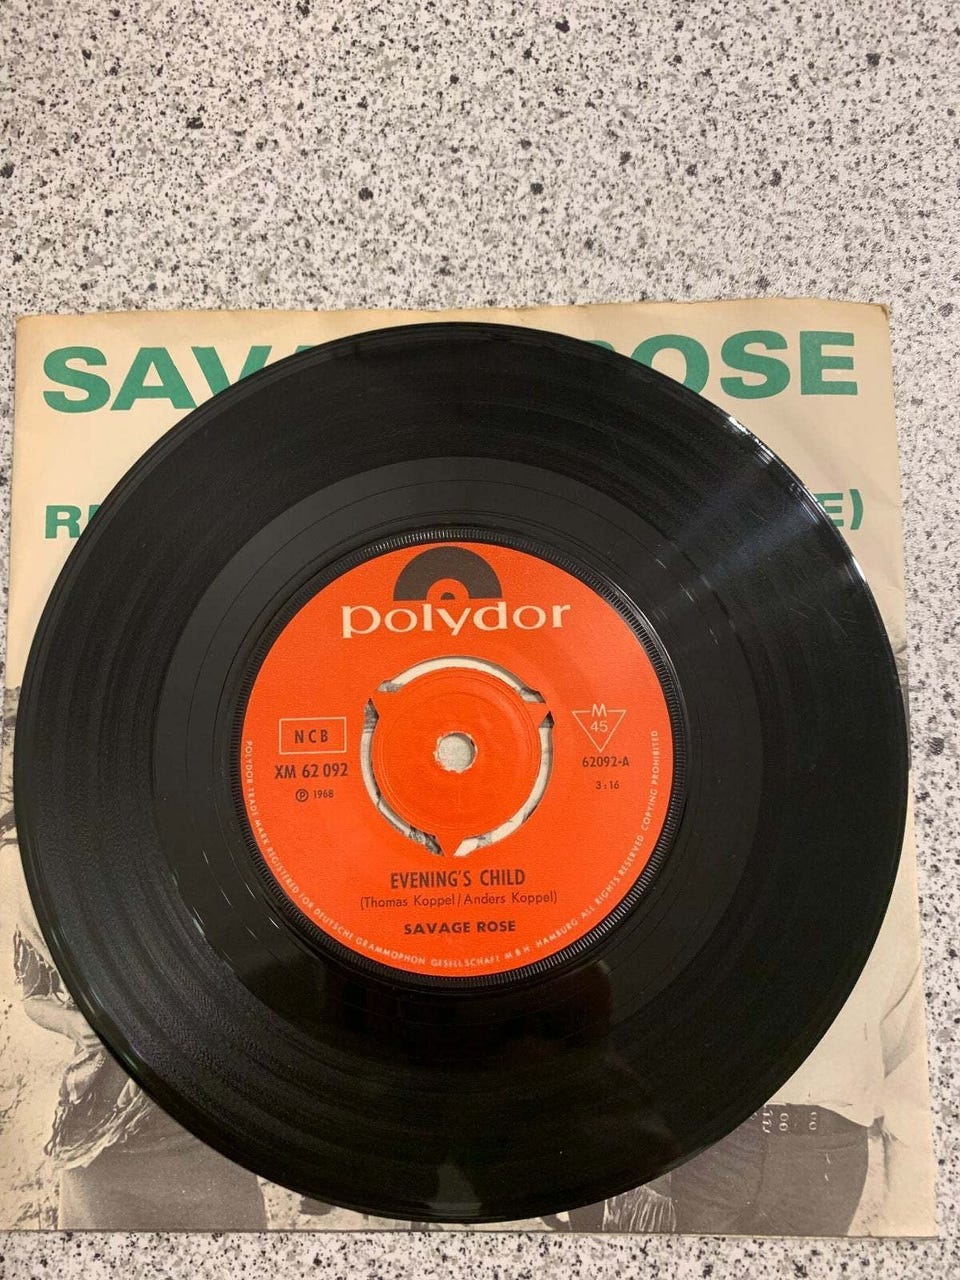 SAV ROSE
E)
polydor
NCB
XM 62 092
Ⓟ 1968
M
45
62092-A
3:16
EVENING'S CHILD
(Thomas Koppel/Anders Koppel)
SAVAGE ROSE
POLYDOR TRADE MARK REGISTERED FOR DEUTSCHE GRAMMOPHON GESELLSCHAFT M B H HAMBURG ALL RIGHTS RESERVED COPYING PROHIBITED